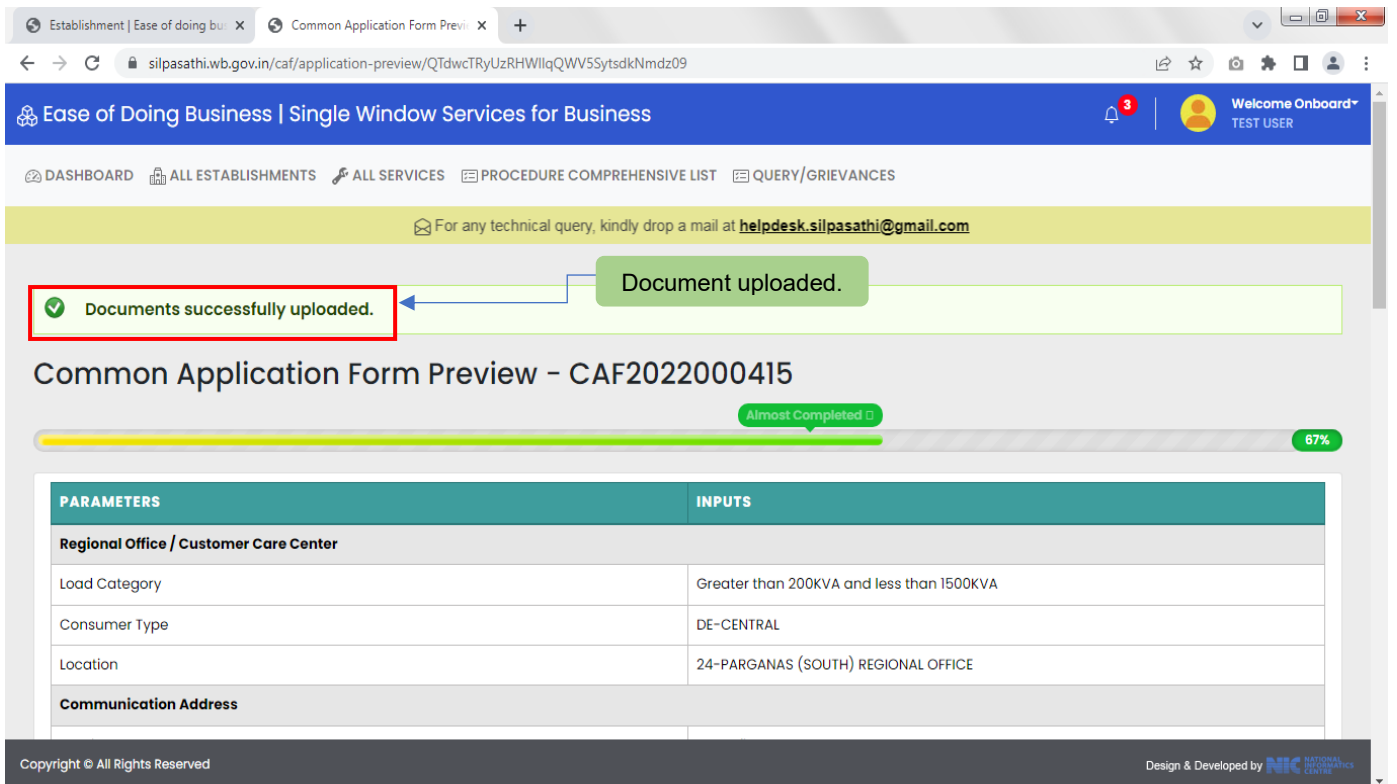 Establishment | Ease of doing bus
Common Application Form Previ
silpasathi.wb.gov.in/caf/application-preview/QTdwcTRyUzRHWllqQWV5SytsdkNmdz09
Ease of Doing Business | Single Window Services for Business
3
Welcome Onboard
TEST USER
DASHBOARD ALL ESTABLISHMENTS ALL SERVICES PROCEDURE COMPREHENSIVE LIST QUERY/GRIEVANCES
For any technical query, kindly drop a mail at helpdesk.silpasathi@gmail.com
Document uploaded.
Documents successfully uploaded.
Common Application Form Preview - CAF2022000415
Almost Completed
67%
PARAMETERS INPUTS
Regional Office / Customer Care Center
Load Category Greater than 200KVA and less than 1500KVA
Consumer Type DE-CENTRAL
Location 24-PARGANAS (SOUTH) REGIONAL OFFICE
Communication Address
Copyright © All Rights Reserved
Design & Developed by NIC NATIONAL INFORMATICS CENTRE